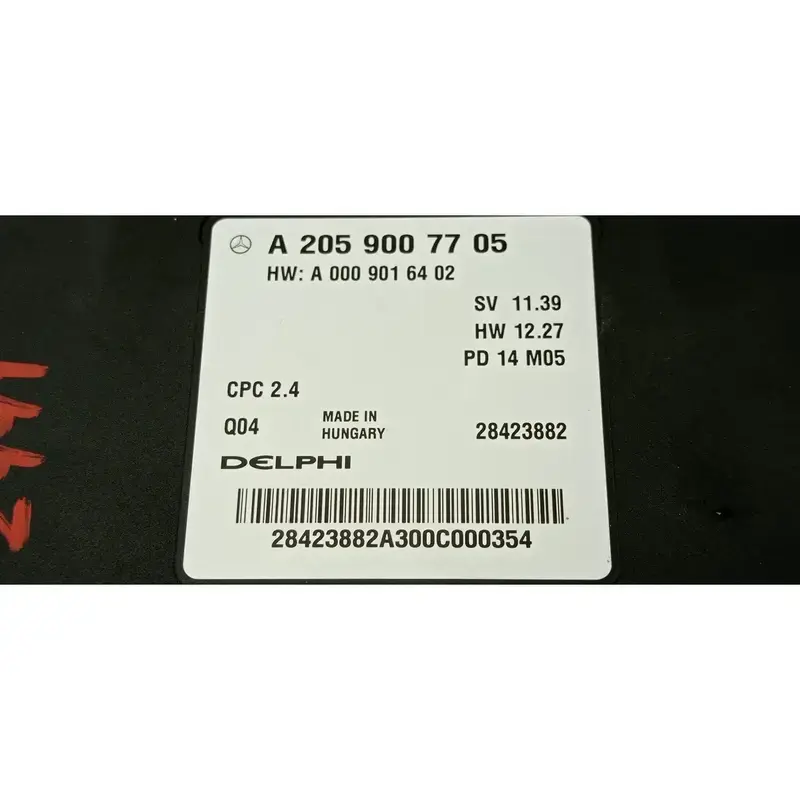 A 205 900 77 05
HW: A 000 901 64 02
SV 11.39
HW 12.27
PD 14 M05
CPC 2.4
Q04
MADE IN
HUNGARY
28423882
DELPHI
28423882A300C000354